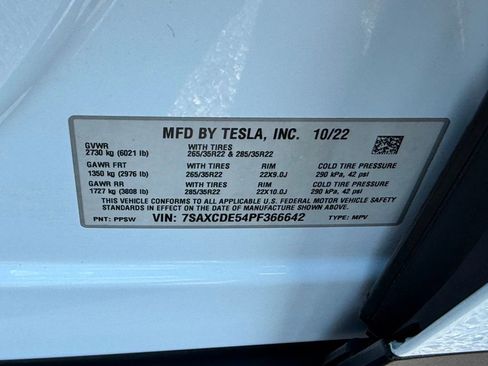 MFD BY TESLA, INC. 10/22
GVWR WITH TIRES
2730 kg (6021 lb) 265/35R22 & 285/35R22
GAWR FRT WITH TIRES RIM COLD TIRE PRESSURE
1350 kg (2976 lb) 265/35R22 22X9.0J 290 kPa, 42 psi
GAWR RR WITH TIRES RIM COLD TIRE PRESSURE
1727 kg (3808 lb) 285/35R22 22X10.0J 290 kPa, 42 psi
THIS VEHICLE CONFORMS TO ALL APPLICABLE U.S. FEDERAL MOTOR VEHICLE SAFETY
STANDARDS IN EFFECT ON THE DATE OF MANUFACTURE SHOWN ABOVE.
PNT: PPSW VIN: 7SAXCDE54PF366642 TYPE: MPV